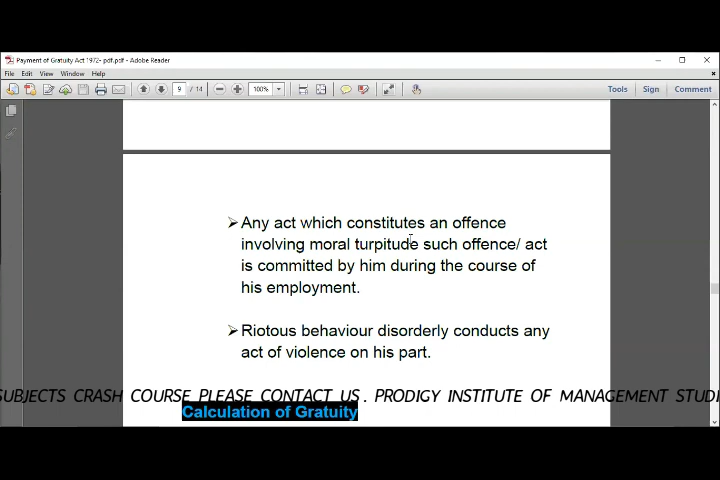 Payment of Gratuity Act 1972- pdf.pdf - Adobe Reader
File Edit View Window Help
9 / 14 100% Tools Sign Comment
Any act which constitutes an offence
involving moral turpitude such offence/ act
is committed by him during the course of
his employment.
Riotous behaviour disorderly conducts any
act of violence on his part.
SUBJECTS CRASH COURSE PLEASE CONTACT US . PRODIGY INSTITUTE OF MANAGEMENT STUDI
Calculation of Gratuity